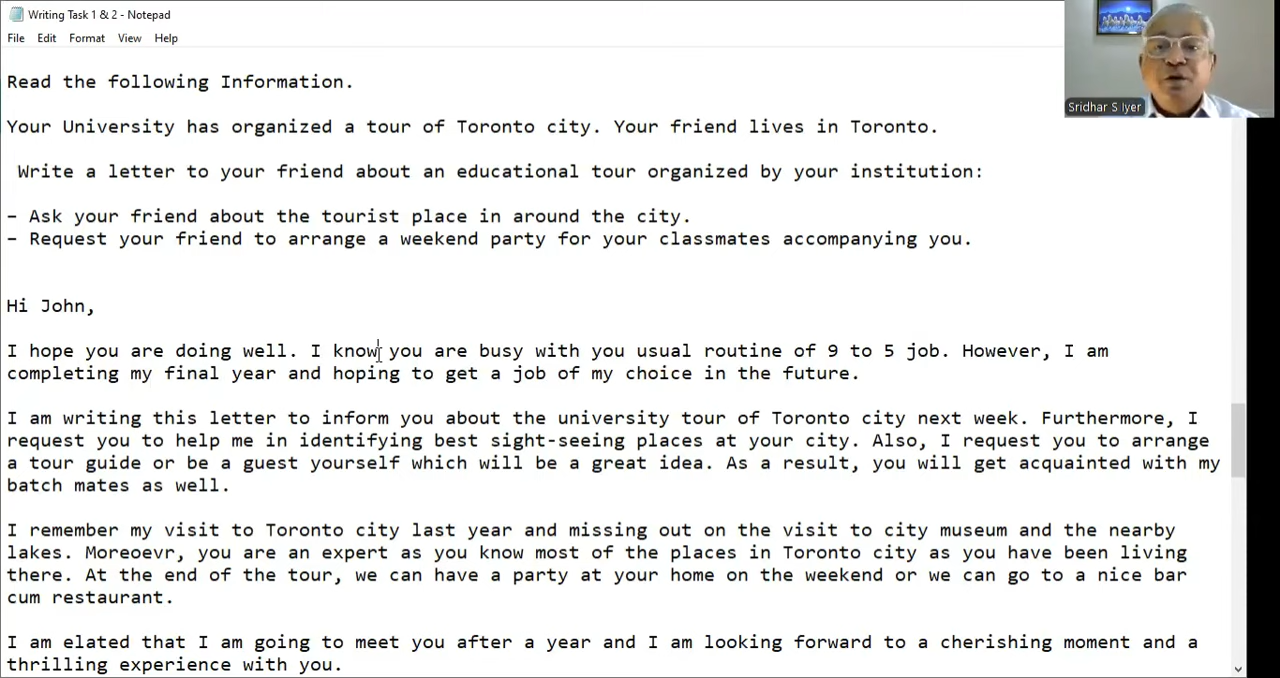 Writing Task 1 & 2 - Notepad
File Edit Format View Help
Sridhar S Iyer
Read the following Information.
Your University has organized a tour of Toronto city. Your friend lives in Toronto.
Write a letter to your friend about an educational tour organized by your institution:
- Ask your friend about the tourist place in around the city.
- Request your friend to arrange a weekend party for your classmates accompanying you.
Hi John,
I hope you are doing well. I know you are busy with you usual routine of 9 to 5 job. However, I am
completing my final year and hoping to get a job of my choice in the future.
I am writing this letter to inform you about the university tour of Toronto city next week. Furthermore, I
request you to help me in identifying best sight-seeing places at your city. Also, I request you to arrange
a tour guide or be a guest yourself which will be a great idea. As a result, you will get acquainted with my
batch mates as well.
I remember my visit to Toronto city last year and missing out on the visit to city museum and the nearby
lakes. Moreoevr, you are an expert as you know most of the places in Toronto city as you have been living
there. At the end of the tour, we can have a party at your home on the weekend or we can go to a nice bar
cum restaurant.
I am elated that I am going to meet you after a year and I am looking forward to a cherishing moment and a
thrilling experience with you.